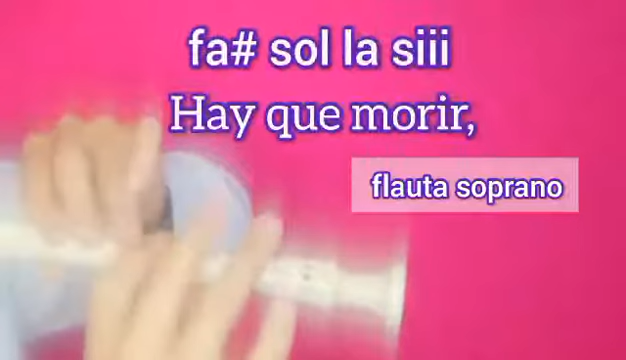 fa# sol la siii
Hay que morir,
flauta soprano